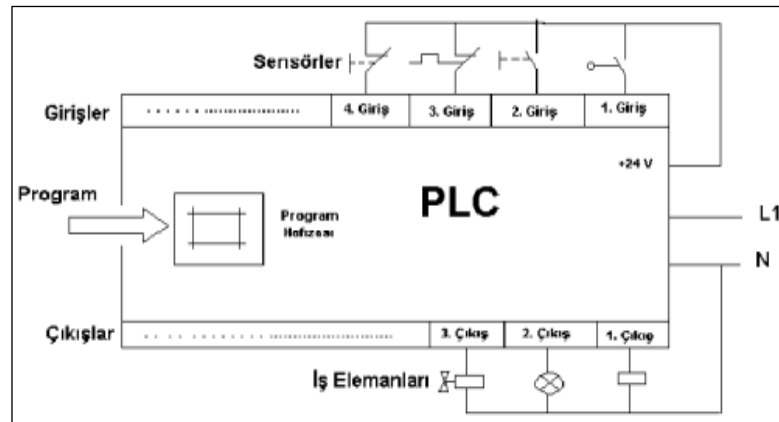 Sensörler
Girişler
4. Giriş 3. Giriş 2. Giriş 1. Giriş
+24 V
Program
PLC
Program
Hafızası
L1
N
Çıkışlar
3. Çıkış 2. Çıkış 1. Çıkış
İş Elemanları